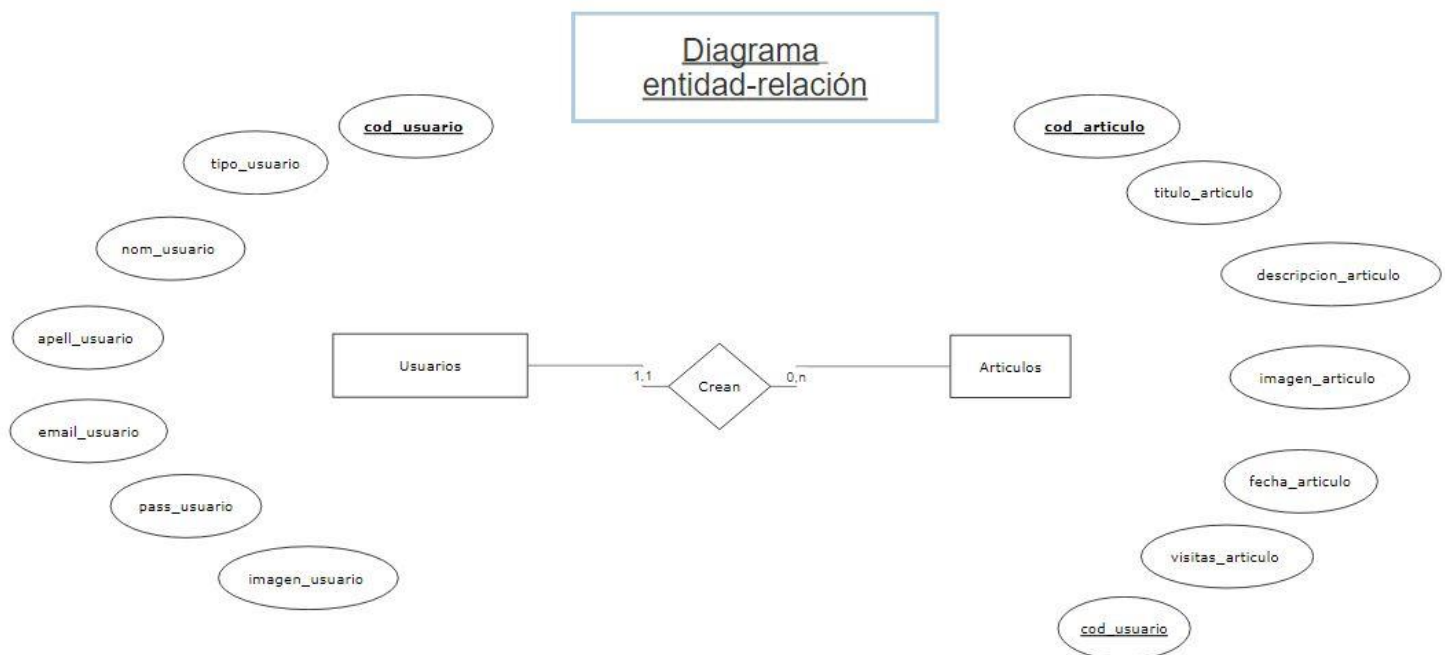 Diagrama
entidad-relación
cod_usuario
tipo_usuario
nom_usuario
apell_usuario
email_usuario
pass_usuario
imagen_usuario
Usuarios
1,1
Crean
0,n
Articulos
cod_articulo
titulo_articulo
descripcion_articulo
imagen_articulo
fecha_articulo
visitas_articulo
cod_usuario